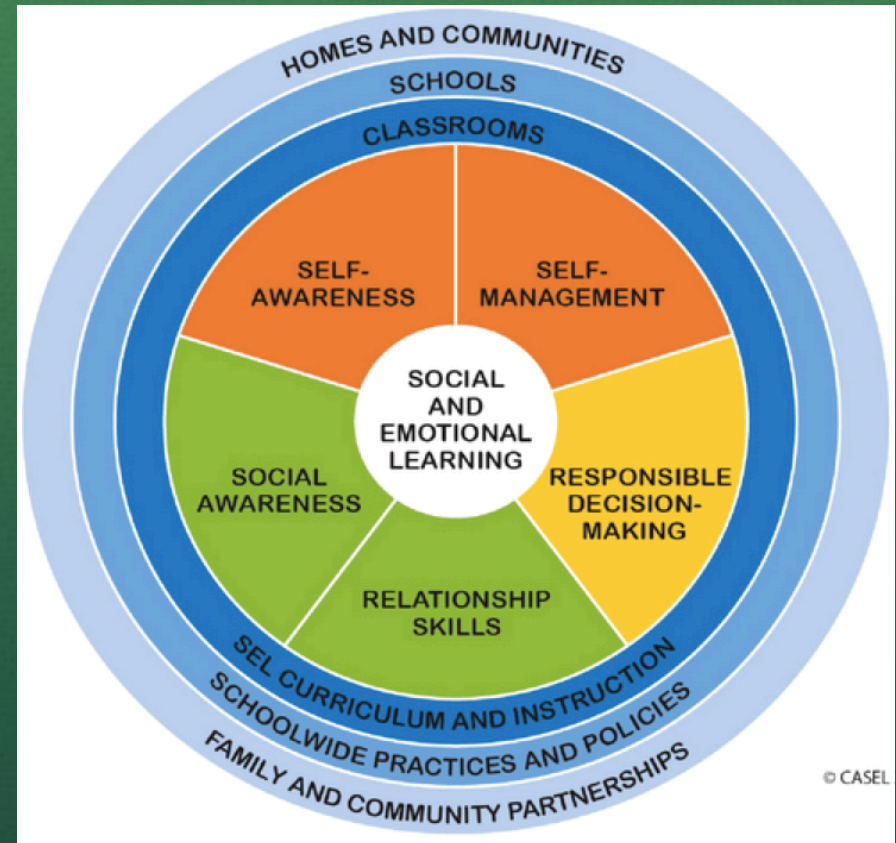 HOMES AND COMMUNITIES
SCHOOLS
CLASSROOMS
SELF-
AWARENESS
SELF-
MANAGEMENT
SOCIAL
AND
EMOTIONAL
LEARNING
SOCIAL
AWARENESS
RESPONSIBLE
DECISION-
MAKING
RELATIONSHIP
SKILLS
SEL CURRICULUM AND INSTRUCTION
SCHOOLWIDE PRACTICES AND POLICIES
FAMILY AND COMMUNITY PARTNERSHIPS
© CASEL